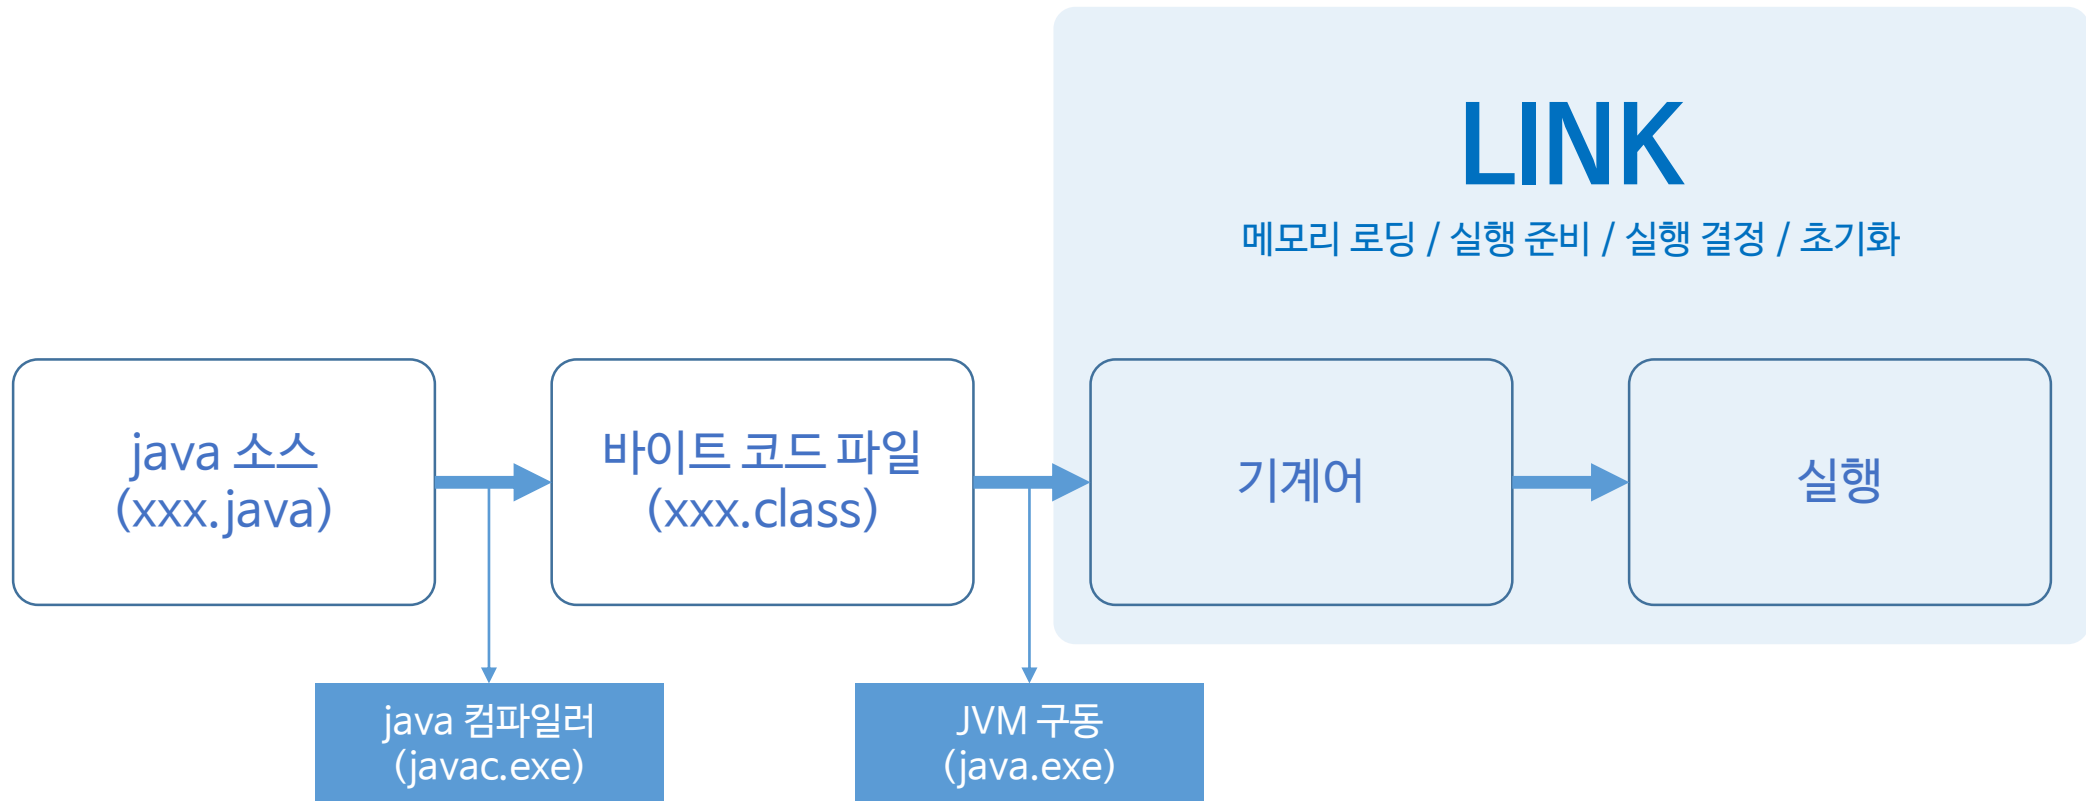 LINK
메모리 로딩 / 실행 준비 / 실행 결정 / 초기화
java 소스
(xxx.java)
바이트 코드 파일
(xxx.class)
기계어
실행
java 컴파일러
(javac.exe)
JVM 구동
(java.exe)